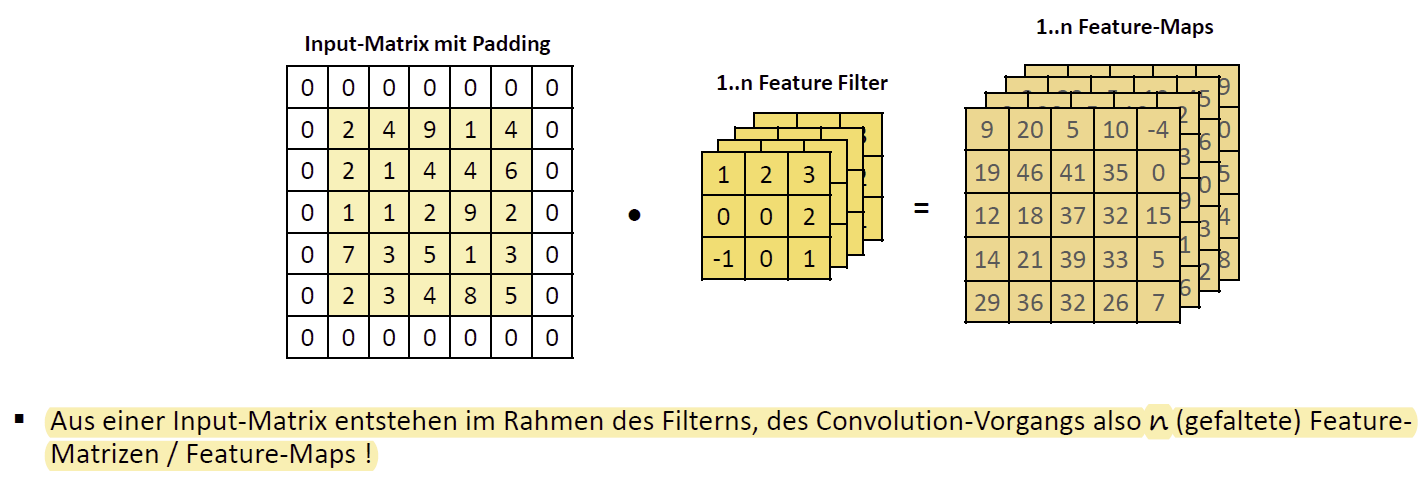 1..n Feature-Maps
Input-Matrix mit Padding
1..n Feature Filter
0 0 0 0 0 0 0
0 2 4 9 1 4 0
0 2 1 4 4 6 0
0 1 1 2 9 2 0
0 7 3 5 1 3 0
0 2 3 4 8 5 0
0 0 0 0 0 0 0
•
1 2 3
0 0 2
-1 0 1
=
9 20 5 10 -4
19 46 41 35 0
12 18 37 32 15
14 21 39 33 5
29 36 32 26 7
▪ Aus einer Input-Matrix entstehen im Rahmen des Filterns, des Convolution-Vorgangs also n (gefaltete) Feature-
Matrizen / Feature-Maps !